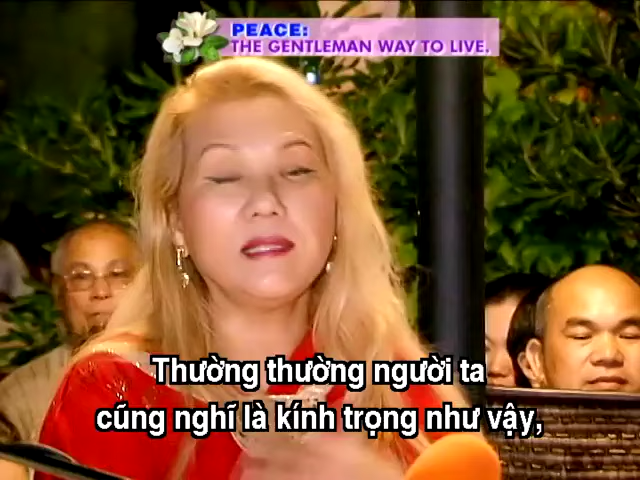 PEACE:
THE GENTLEMAN WAY TO LIVE.
Thường thường người ta
cũng nghĩ là kính trọng như vậy,